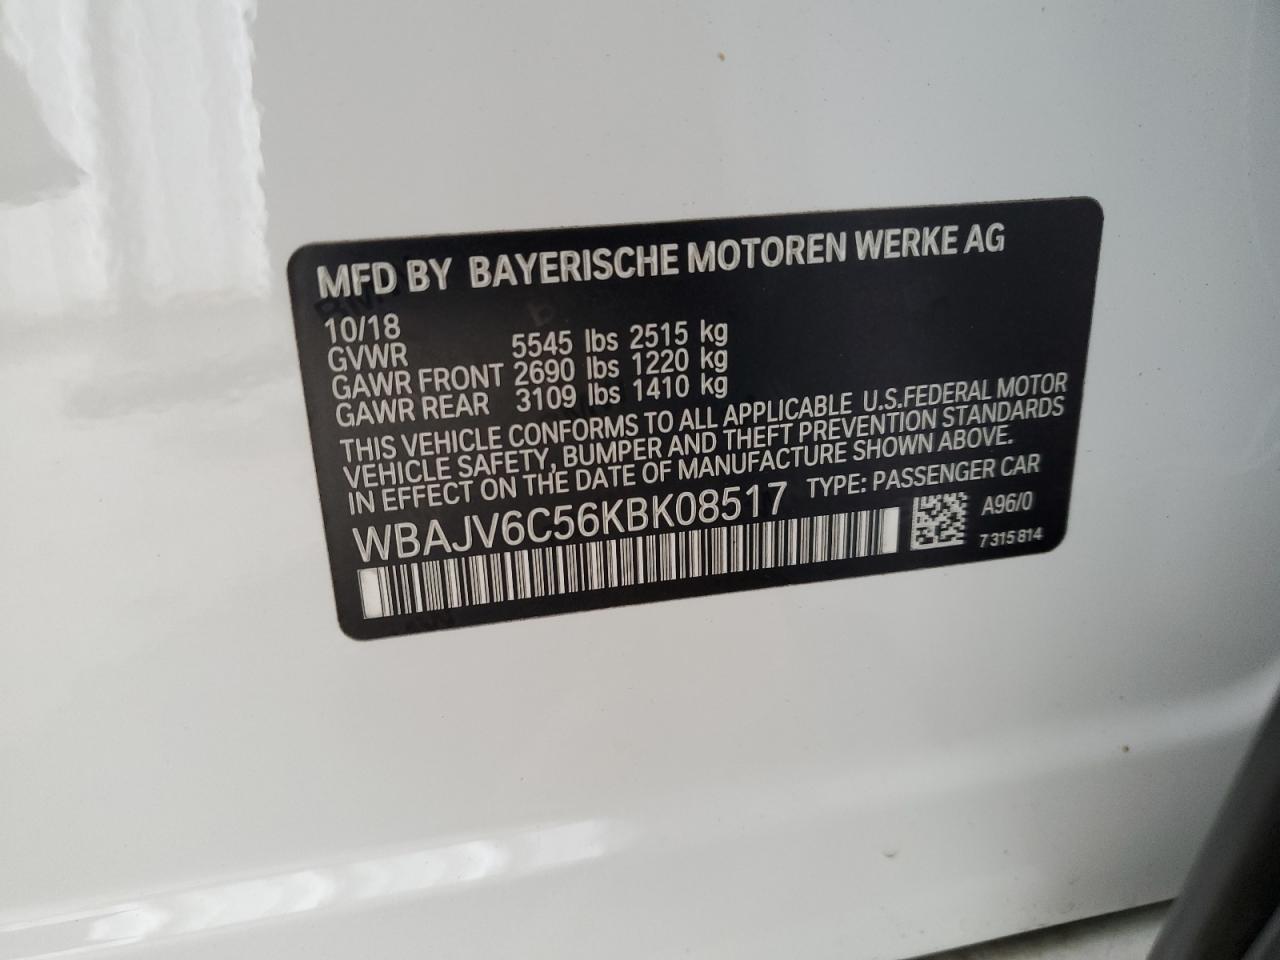 MFD BY BAYERISCHE MOTOREN WERKE AG
10/18
GVWR 5545 lbs 2515 kg
GAWR FRONT 2690 lbs 1220 kg
GAWR REAR 3109 lbs 1410 kg
THIS VEHICLE CONFORMS TO ALL APPLICABLE U.S.FEDERAL MOTOR
VEHICLE SAFETY, BUMPER AND THEFT PREVENTION STANDARDS
IN EFFECT ON THE DATE OF MANUFACTURE SHOWN ABOVE.
WBAJV6C56KBK08517 TYPE: PASSENGER CAR
A96/0
7 315 814